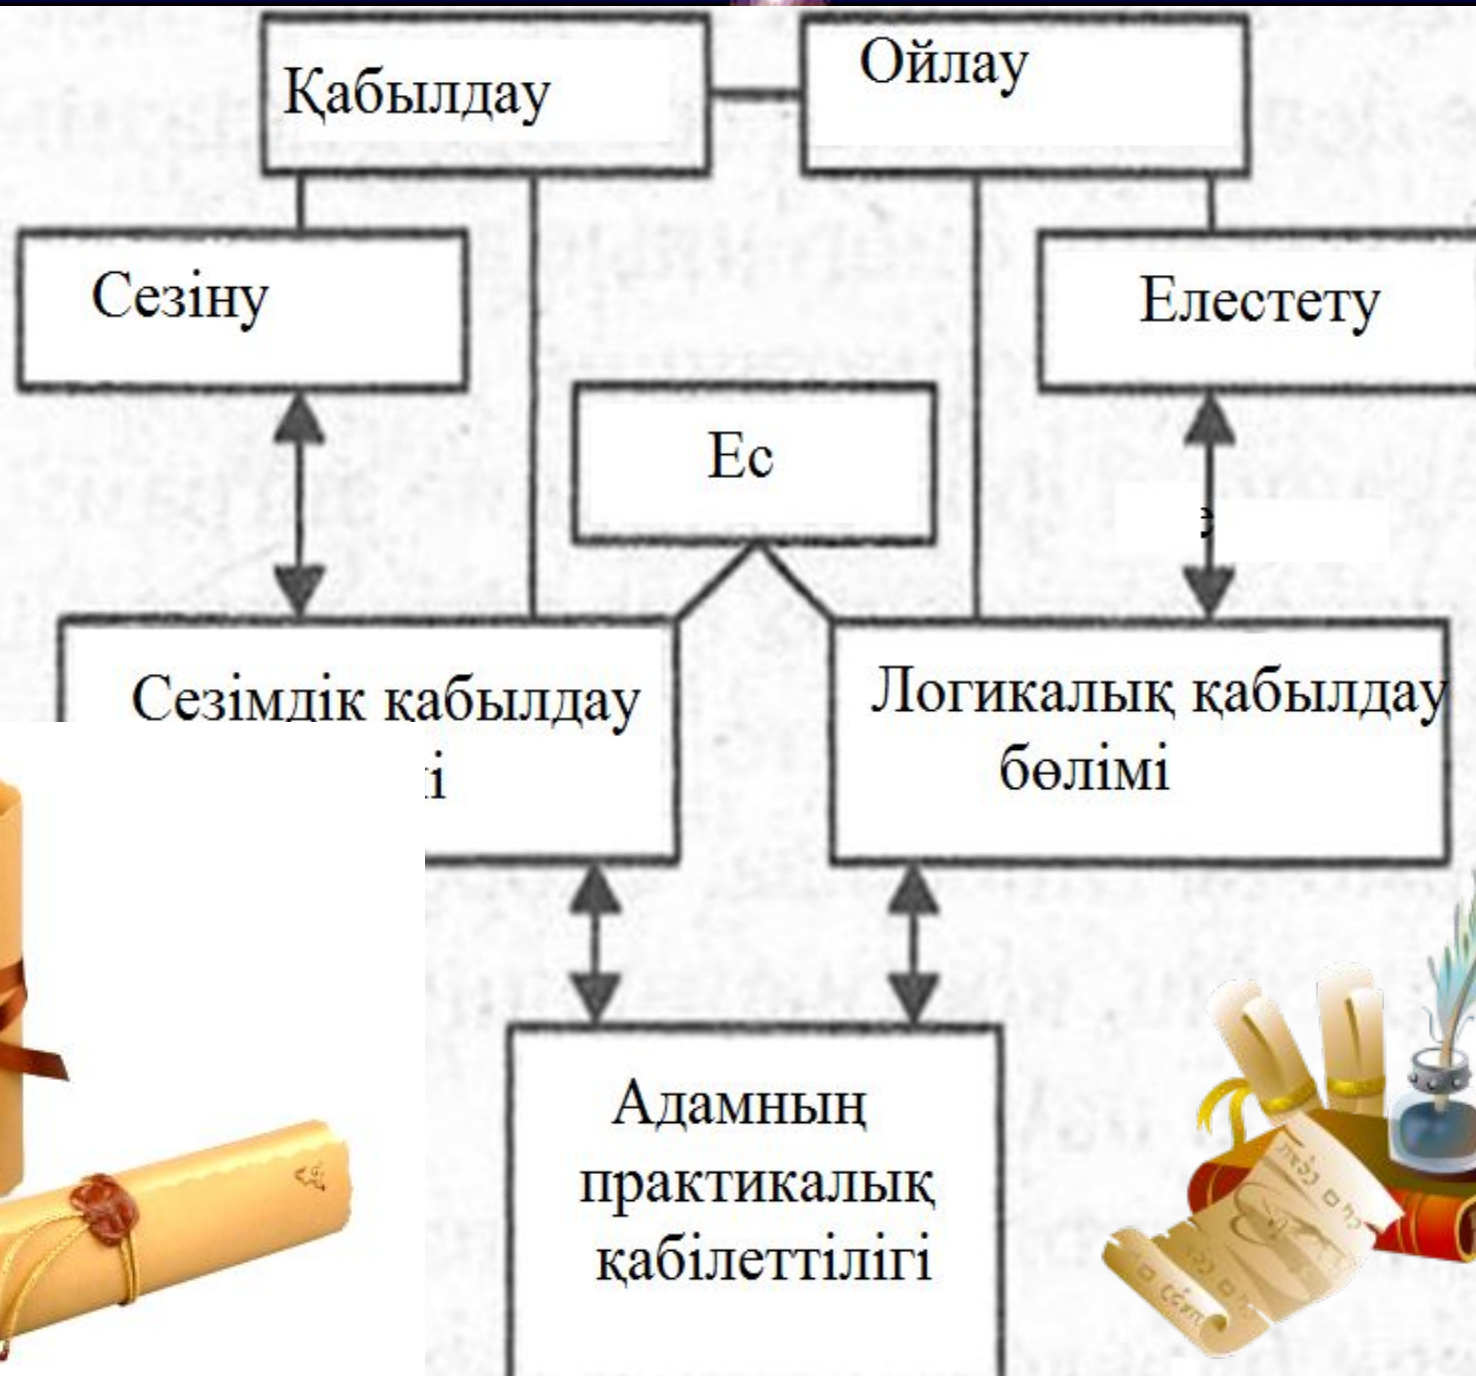 Қабылдау
Ойлау
Сезіну
Елестету
Ес
Сезімдік қабылдау
Логикалық қабылдау
бөлімі
Адамның
практикалық
қабілеттілігі